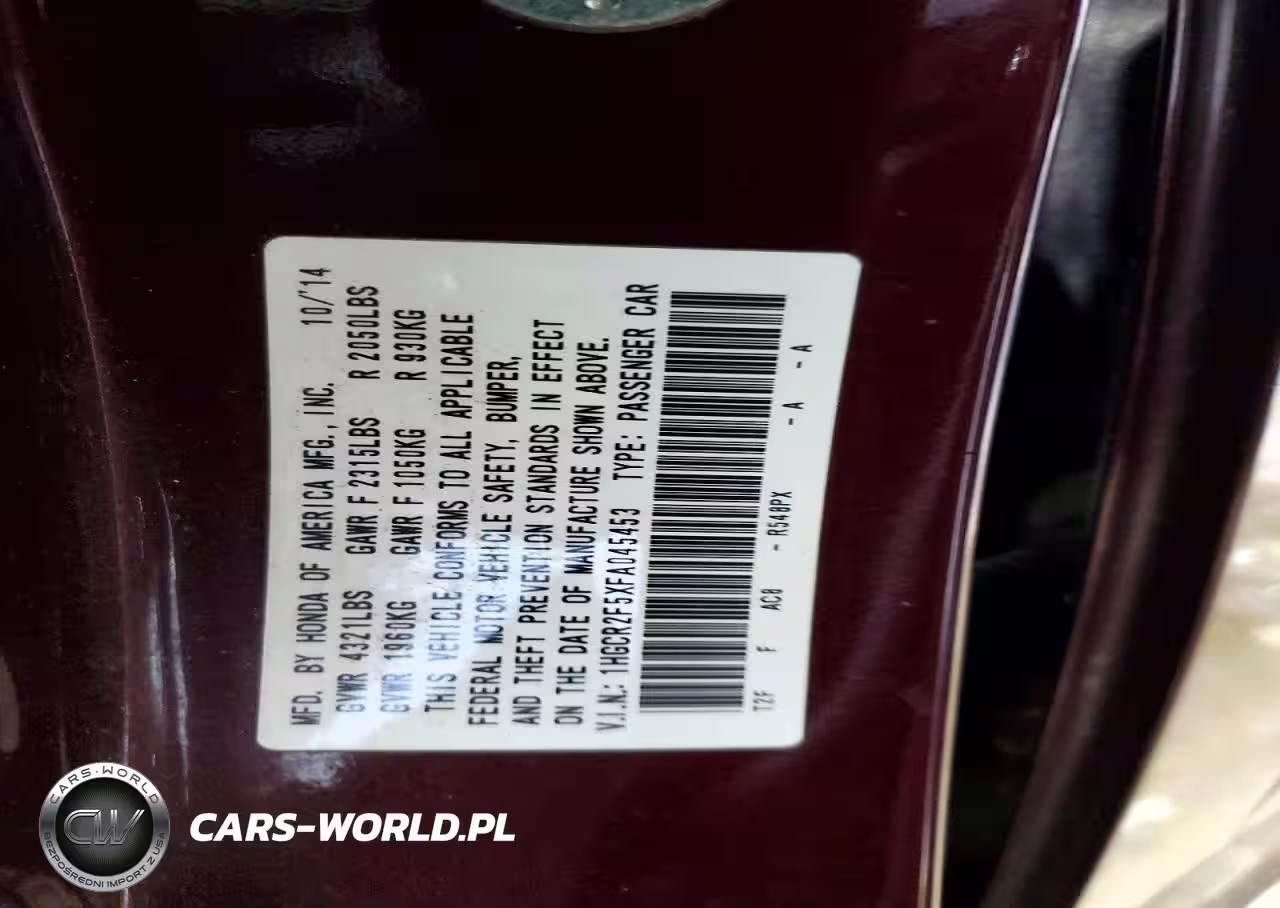 MFD. BY HONDA OF AMERICA MFG., INC. 10/'14
GVWR 4321LBS GAWR F 2315LBS R 2050LBS
GVWR 1960KG GAWR F 1050KG R 930KG
THIS VEHICLE CONFORMS TO ALL APPLICABLE
FEDERAL MOTOR VEHICLE SAFETY, BUMPER,
AND THEFT PREVENTION STANDARDS IN EFFECT
ON THE DATE OF MANUFACTURE SHOWN ABOVE.
V.I.N.: 1HGCR2F5XFA045453 TYPE: PASSENGER CAR
T2F F AC8 - R548PX - A - A
CARS-WORLD
CW
BEZPOŚREDNI IMPORT Z USA
CARS-WORLD.PL